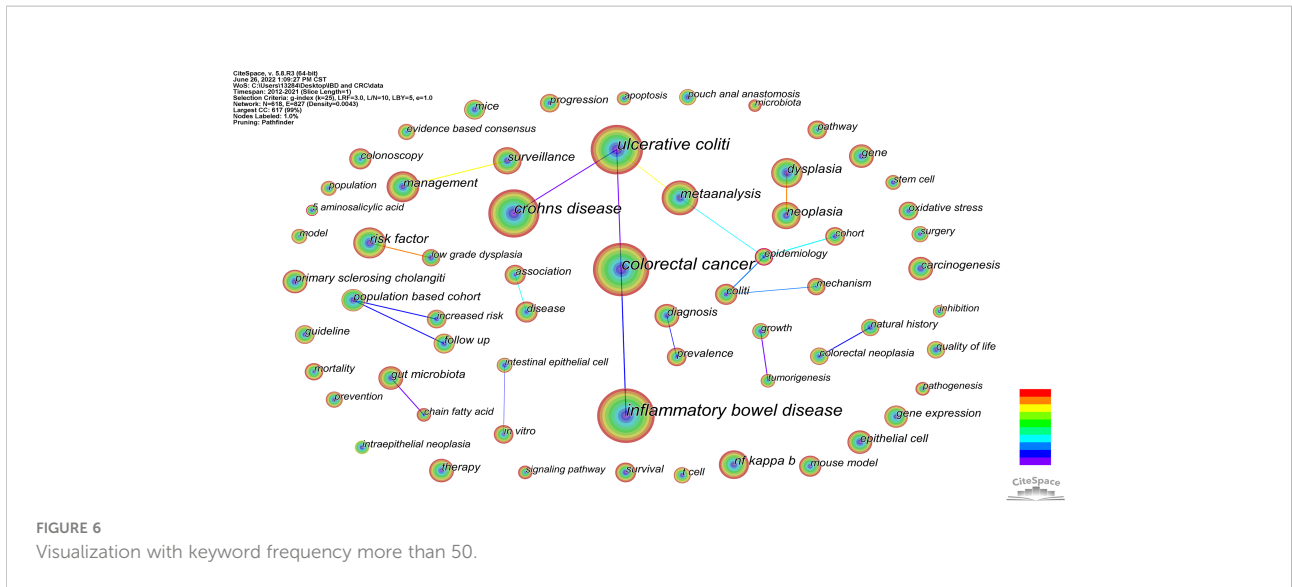 CiteSpace, v. 5.8.R3 (64-bit)
June 26, 2022 1:09:27 PM CST
WoS: C:\Users\13284\Desktop\IBD and CRC\data
Timespan: 2012-2021 (Slice Length=1)
Selection Criteria: g-index (k=25), LRF=3.0, L/N=10, LBY=5, e=1.0
Network: N=618, E=827 (Density=0.0043)
Largest CC: 617 (99%)
Nodes Labeled: 1.0%
Pruning: Pathfinder
mice
progression
apoptosis
pouch anal anastomosis
microbiota
evidence based consensus
pathway
colonoscopy
surveillance
ulcerative coliti
gene
population
management
metaanalysis
dysplasia
stem cell
5 aminosalicylic acid
crohns disease
neoplasia
oxidative stress
model
risk factor
low grade dysplasia
cohort
surgery
epidemiology
primary sclerosing cholangiti
association
colorectal cancer
carcinogenesis
population based cohort
coliti
mechanism
increased risk
disease
diagnosis
inhibition
guideline
follow up
growth
natural history
prevalence
colorectal neoplasia
quality of life
mortality
gut microbiota
intestinal epithelial cell
tumorigenesis
pathogenesis
prevention
chain fatty acid
inflammatory bowel disease
gene expression
intraepithelial neoplasia
in vitro
epithelial cell
therapy
signaling pathway
survival
t cell
nf kappa b
mouse model
CiteSpace
FIGURE 6
Visualization with keyword frequency more than 50.